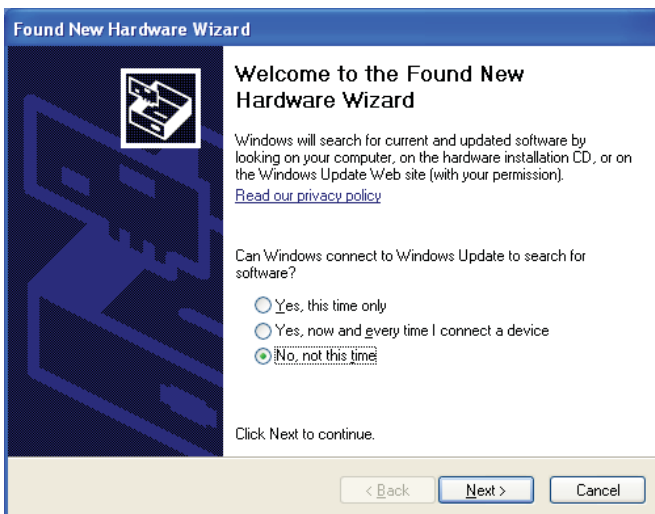 Found New Hardware Wizard
Welcome to the Found New
Hardware Wizard
Windows will search for current and updated software by
looking on your computer, on the hardware installation CD, or on
the Windows Update Web site (with your permission).
Read our privacy policy
Can Windows connect to Windows Update to search for
software?
Yes, this time only
Yes, now and every time I connect a device
No, not this time
Click Next to continue.
< Back Next > Cancel